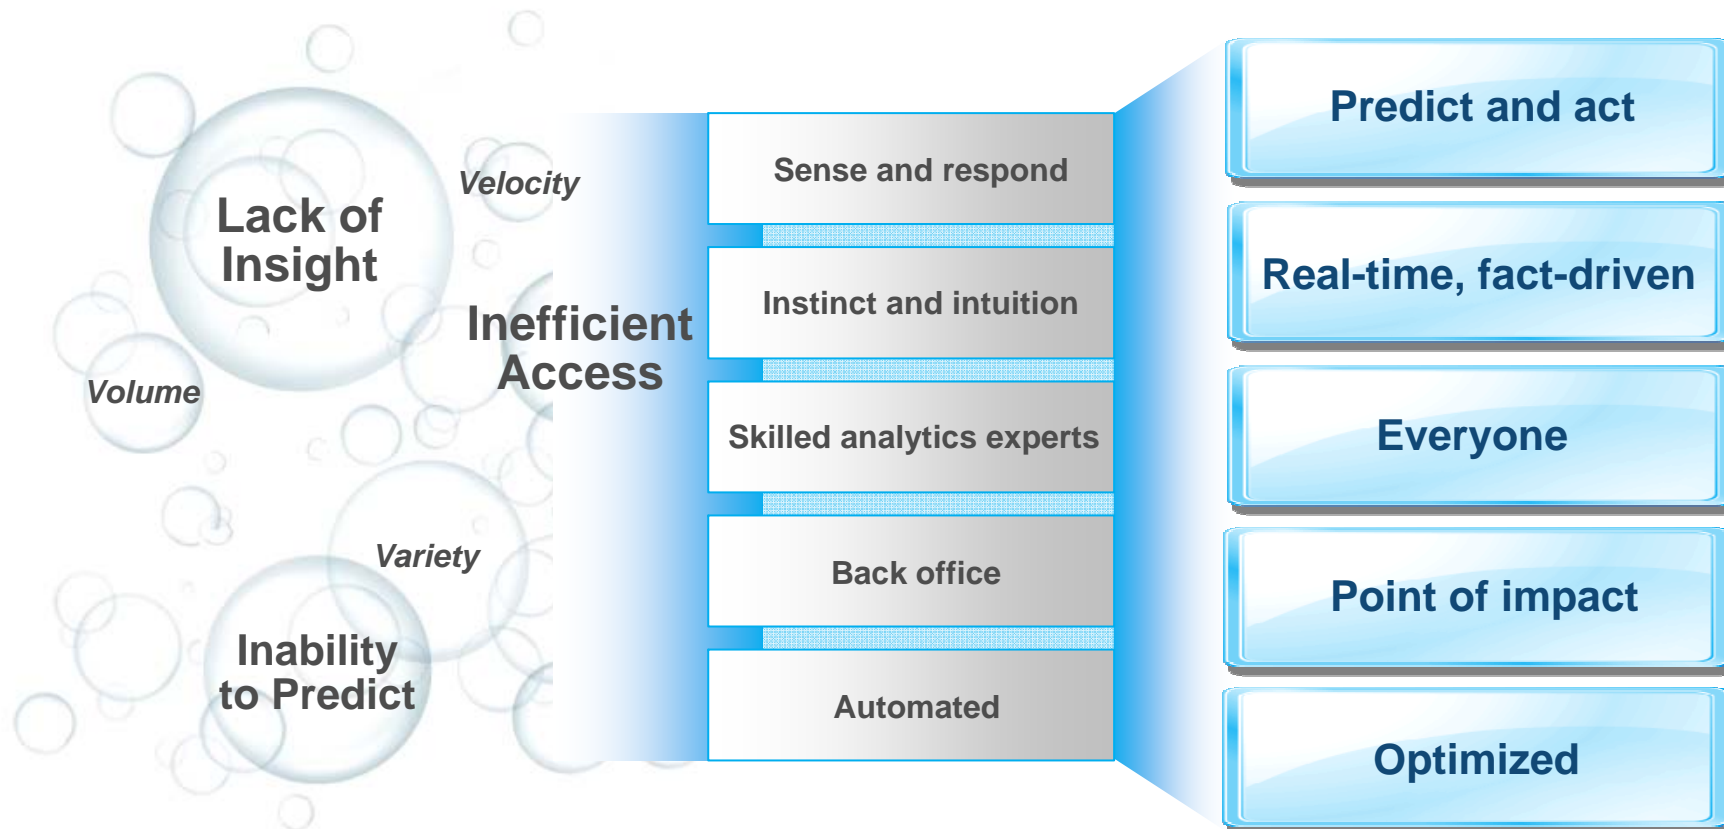 Lack of
Insight
Velocity
Inefficient
Access
Volume
Variety
Inability
to Predict
Sense and respond
Instinct and intuition
Skilled analytics experts
Back office
Automated
Predict and act
Real-time, fact-driven
Everyone
Point of impact
Optimized